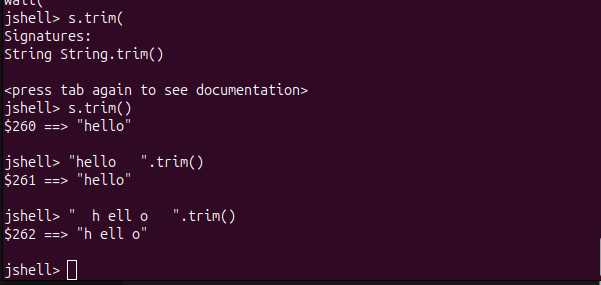 wait(
jshell> s.trim(
Signatures:
String String.trim()
<press tab again to see documentation>
jshell> s.trim()
$260 ==> "hello"
jshell> "hello   ".trim()
$261 ==> "hello"
jshell> "  h ell o   ".trim()
$262 ==> "h ell o"
jshell>